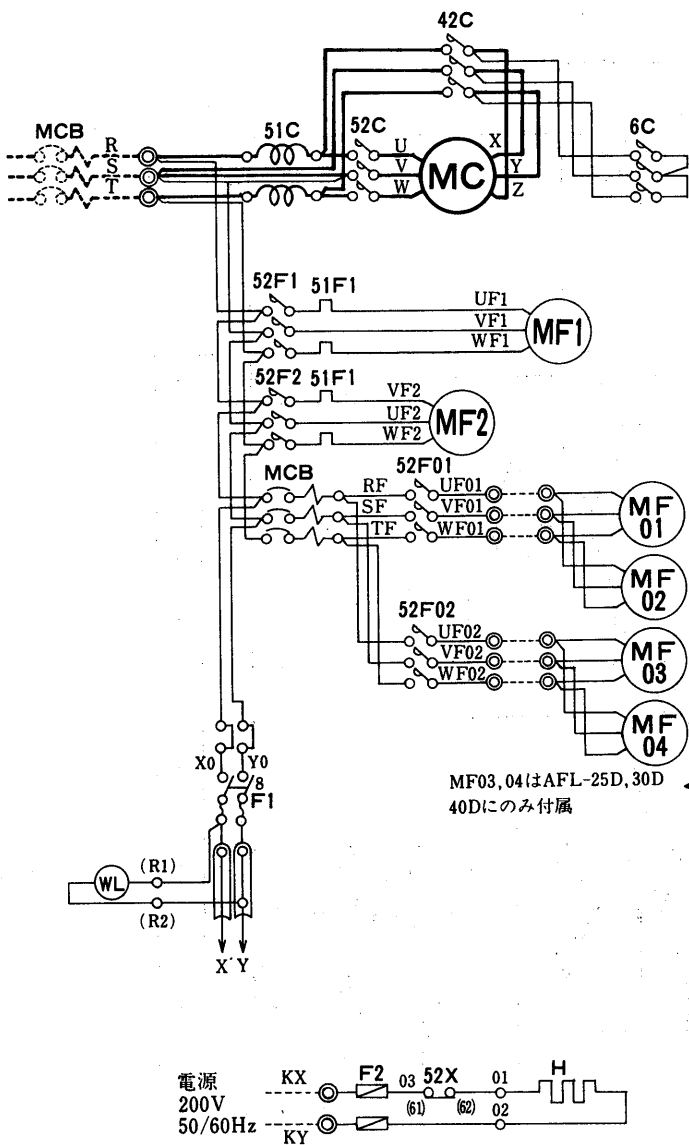 42C
MCB
R
S
T
51C
52C
U
V
W
MC
X
Y
Z
6C
52F1
51F1
UF1
VF1
WF1
MF1
52F2
51F1
VF2
UF2
WF2
MF2
MCB
RF
SF
TF
52F01
UF01
VF01
WF01
MF
01
MF
02
52F02
UF02
VF02
WF02
MF
03
MF
04
MF03,04はAFL-25D,30D
40Dにのみ付属
X0
Y0
8
F1
WL
(R1)
(R2)
X
Y
電源
200V
50/60Hz
KX
KY
F2
03
52X
(61)
(62)
01
02
H